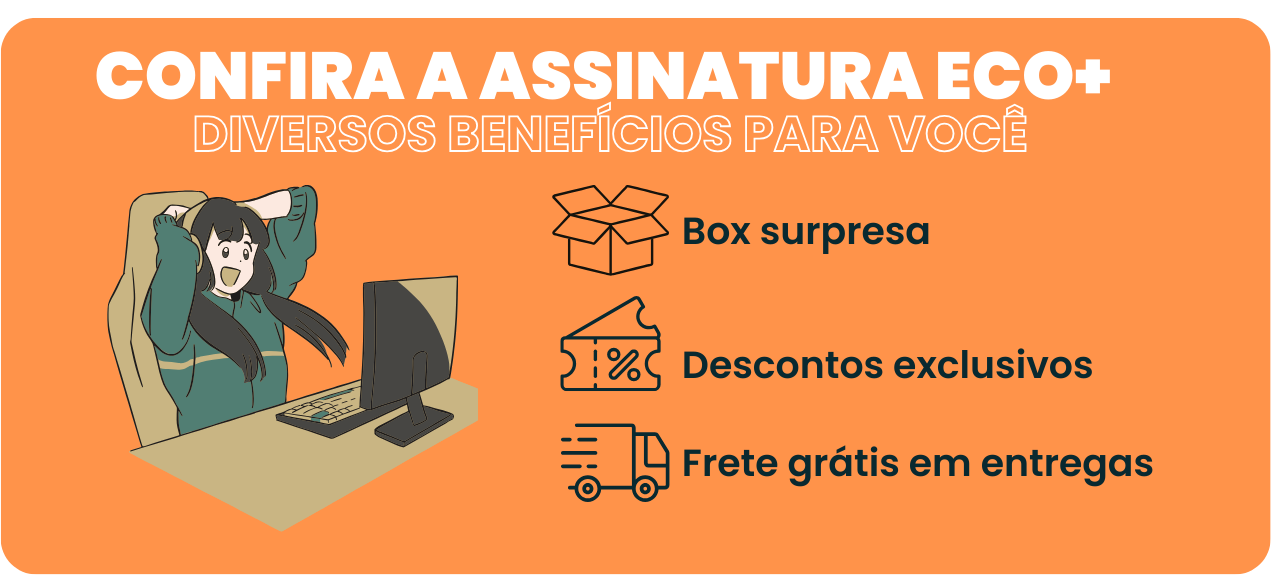 CONFIRA A ASSINATURA ECO+
DIVERSOS BENEFÍCIOS PARA VOCÊ
Box surpresa
Descontos exclusivos
Frete grátis em entregas